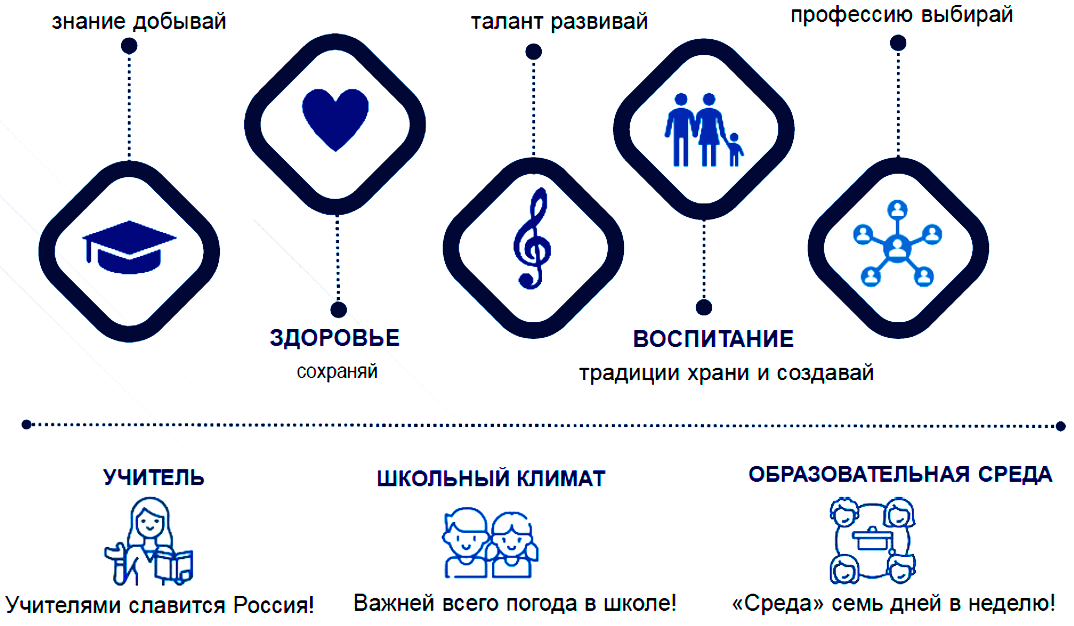 знание добывай
талант развивай
профессию выбирай
ЗДОРОВЬЕ
сохраняй
ВОСПИТАНИЕ
традиции храни и создавай
УЧИТЕЛЬ
Учителями славится Россия!
ШКОЛЬНЫЙ КЛИМАТ
Важней всего погода в школе!
ОБРАЗОВАТЕЛЬНАЯ СРЕДА
«Среда» семь дней в неделю!